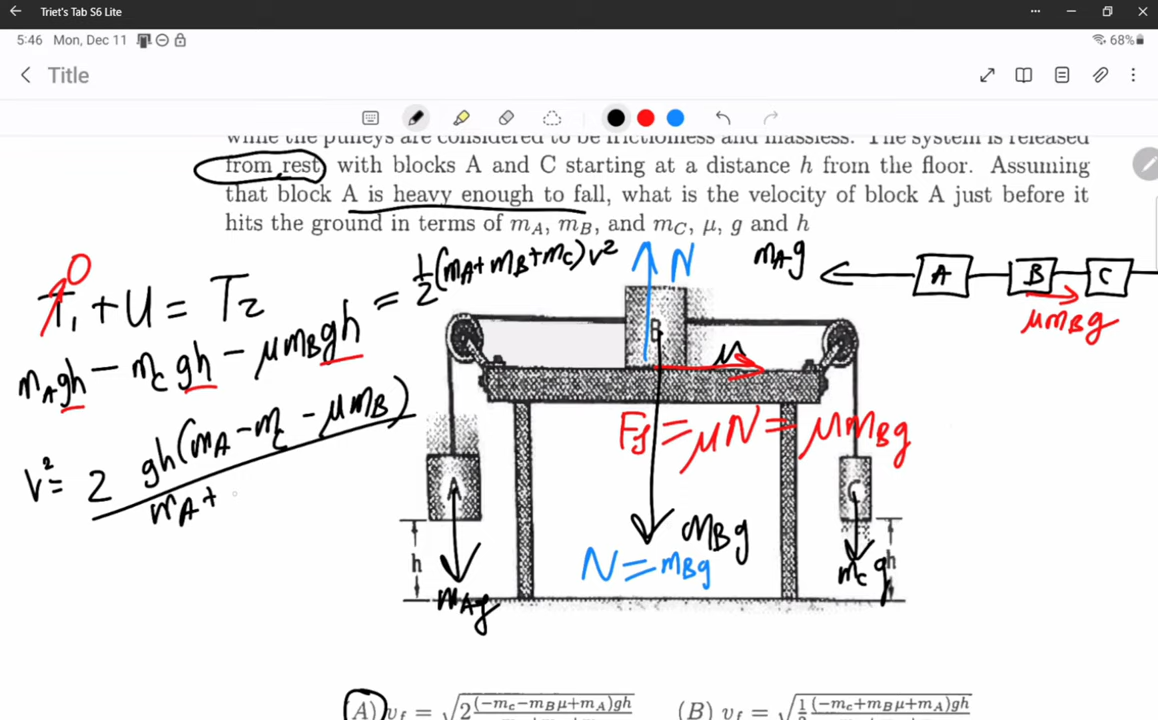 Triet's Tab S6 Lite
5:46 Mon, Dec 11
68%
Title
while the pulleys are considered to be frictionless and massless. The system is released
from rest with blocks A and C starting at a distance h from the floor. Assuming
that block A is heavy enough to fall, what is the velocity of block A just before it
hits the ground in terms of m_A, m_B, and m_C, μ, g and h
0
T₁ + U = T₂
m_A gh − m_C gh − μ m_B gh = ½(m_A+m_B+m_C)v²
v² = 2 gh(m_A − m_C − μ m_B)
m_A +
N
m_A g
A
B
C
μ m_B g
B
μ
F_f = μN = μ m_B g
A
C
h
h
m_A g
m_B g
N = m_B g
m_C g
(A) v_f = √2(−m_c−m_Bμ+m_A)gh
(B) v_f = √½(−m_c+m_Bμ+m_A)gh